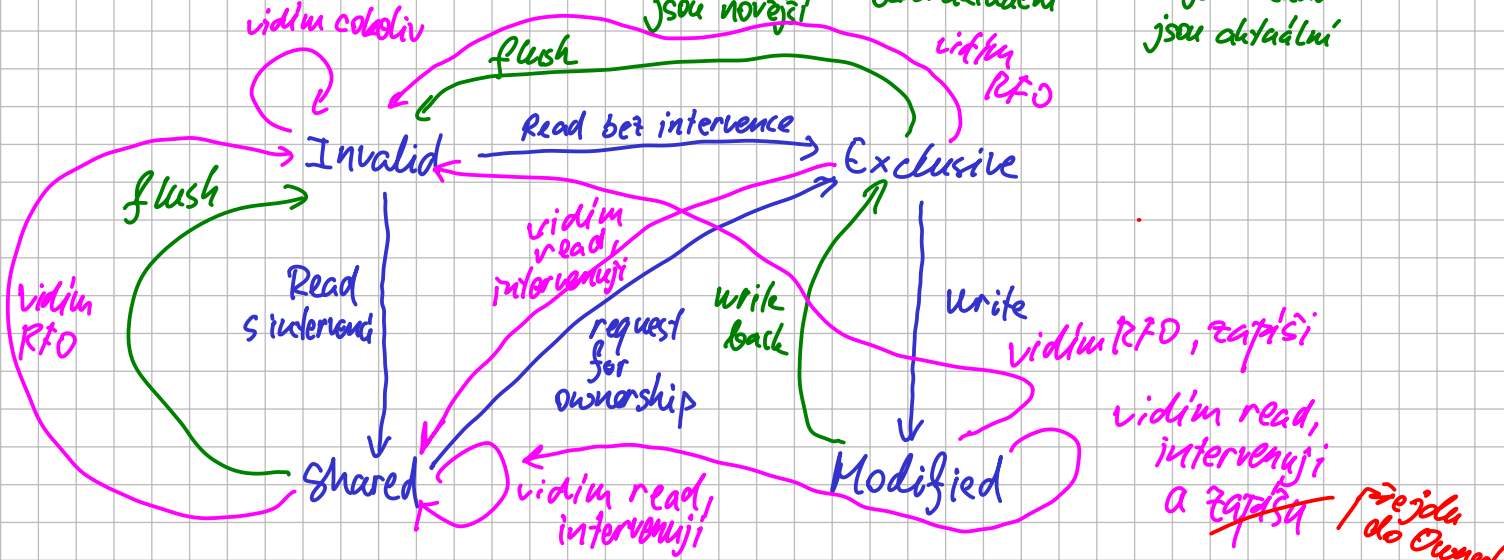 jsou novější
jsou aktuální
vidím cokoliv
flush
vidím
RFO
Read bez intervence
Invalid
Exclusive
flush
vidím
read,
intervenuji
Read
s intervencí
vidím
RFO
write
back
Write
request
for
ownership
vidím RFO, zapíši
vidím read,
intervenuji
a zapíšu
přejdu
do Owned
Shared
Modified
vidím read,
intervenuji